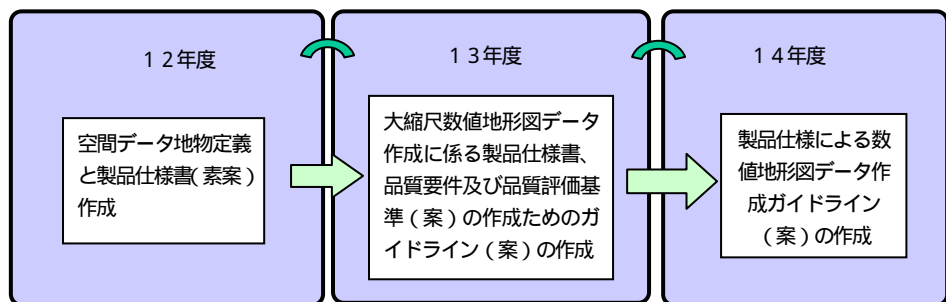 １２年度
空間データ地物定義
と製品仕様書（素案）
作成
１３年度
大縮尺数値地形図データ
作成に係る製品仕様書、
品質要件及び品質評価基
準（案）の作成ためのガ
イドライン（案）の作成
１４年度
製品仕様による数
値地形図データ作
成ガイドライン
（案）の作成